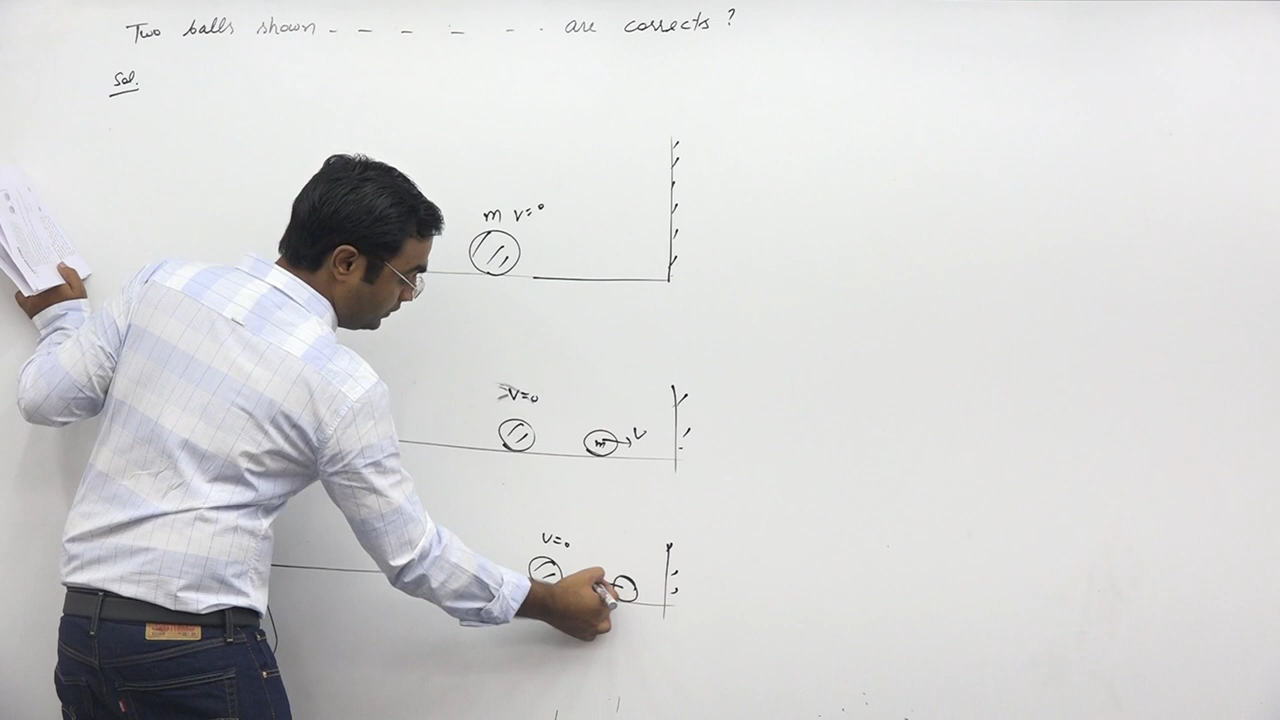 Two balls shown - - - - - . are corrects ?
Sol.
m v=0
v=0
m v
v=0